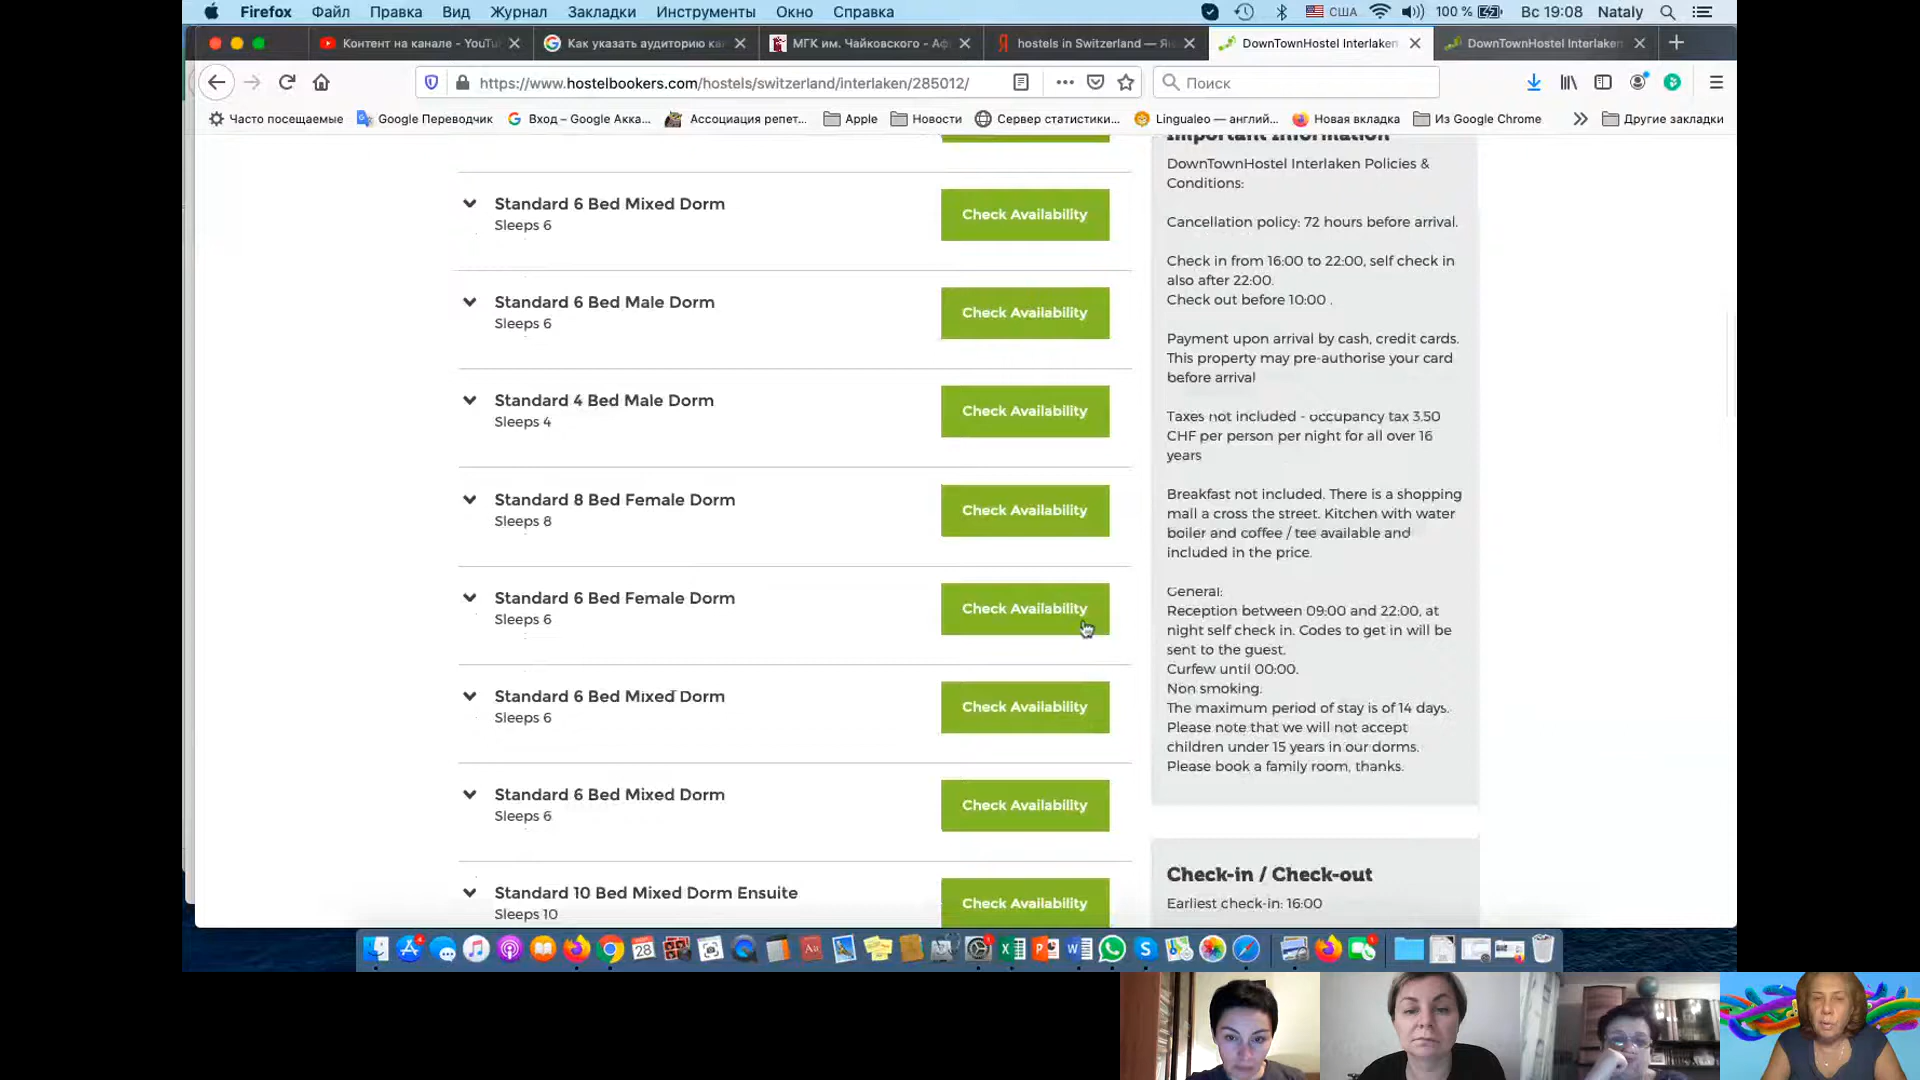 Firefox Файл Правка Вид Журнал Закладки Инструменты Окно Справка США 100 % Вс 19:08 Nataly
Контент на канале - YouTu
Как указать аудиторию ка
МГК им. Чайковского - Аф
hostels in Switzerland — Я
DownTownHostel Interlaken
DownTownHostel Interlaken
https://www.hostelbookers.com/hostels/switzerland/interlaken/285012/
Поиск
Часто посещаемые Google Переводчик Вход – Google Акка... Ассоциация репет... Apple Новости Сервер статистики... Lingualeo — англий... Новая вкладка Из Google Chrome Другие закладки
Standard 6 Bed Mixed Dorm
Sleeps 6
Check Availability
Standard 6 Bed Male Dorm
Sleeps 6
Check Availability
Standard 4 Bed Male Dorm
Sleeps 4
Check Availability
Standard 8 Bed Female Dorm
Sleeps 8
Check Availability
Standard 6 Bed Female Dorm
Sleeps 6
Check Availability
Standard 6 Bed Mixed Dorm
Sleeps 6
Check Availability
Standard 6 Bed Mixed Dorm
Sleeps 6
Check Availability
Standard 10 Bed Mixed Dorm Ensuite
Sleeps 10
Check Availability
Important Information
DownTownHostel Interlaken Policies &
Conditions:
Cancellation policy: 72 hours before arrival.
Check in from 16:00 to 22:00, self check in
also after 22:00.
Check out before 10:00 .
Payment upon arrival by cash, credit cards.
This property may pre-authorise your card
before arrival
Taxes not included - occupancy tax 3.50
CHF per person per night for all over 16
years
Breakfast not included. There is a shopping
mall a cross the street. Kitchen with water
boiler and coffee / tee available and
included in the price.
General:
Reception between 09:00 and 22:00, at
night self check in. Codes to get in will be
sent to the guest.
Curfew until 00:00.
Non smoking.
The maximum period of stay is of 14 days.
Please note that we will not accept
children under 15 years in our dorms.
Please book a family room, thanks.
Check-in / Check-out
Earliest check-in: 16:00
28